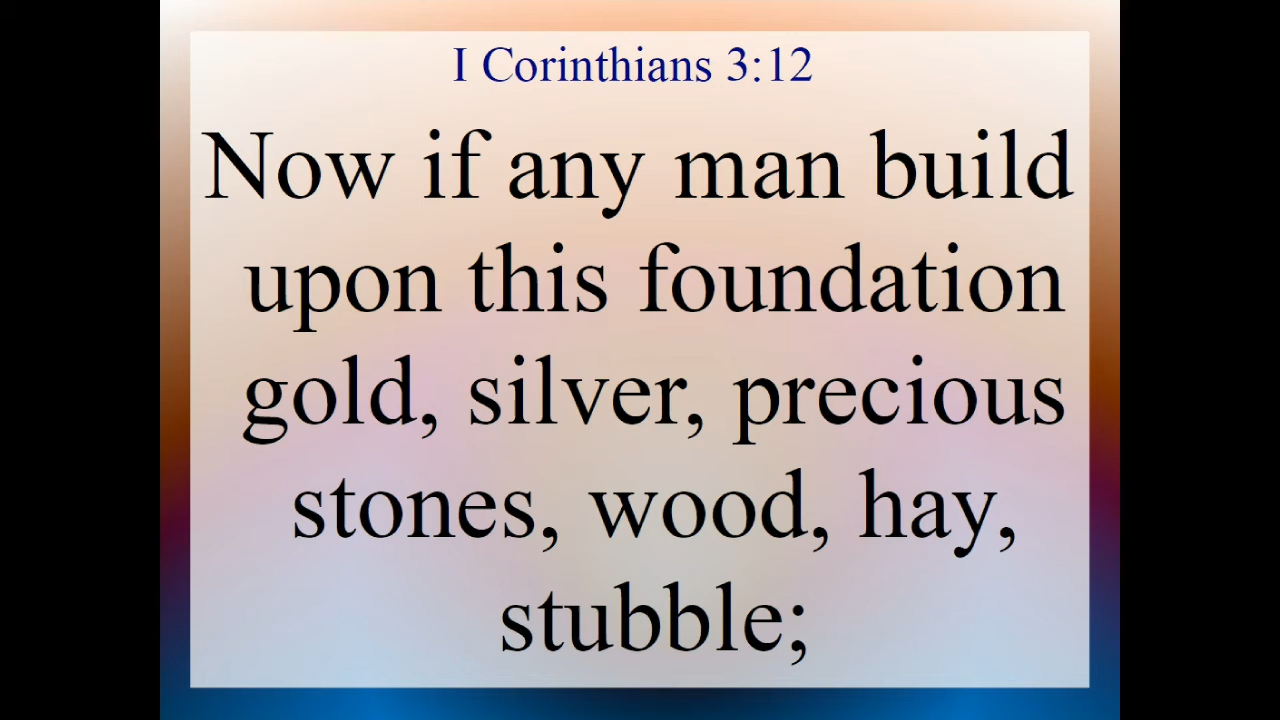 I Corinthians 3:12
Now if any man build
upon this foundation
gold, silver, precious
stones, wood, hay,
stubble;